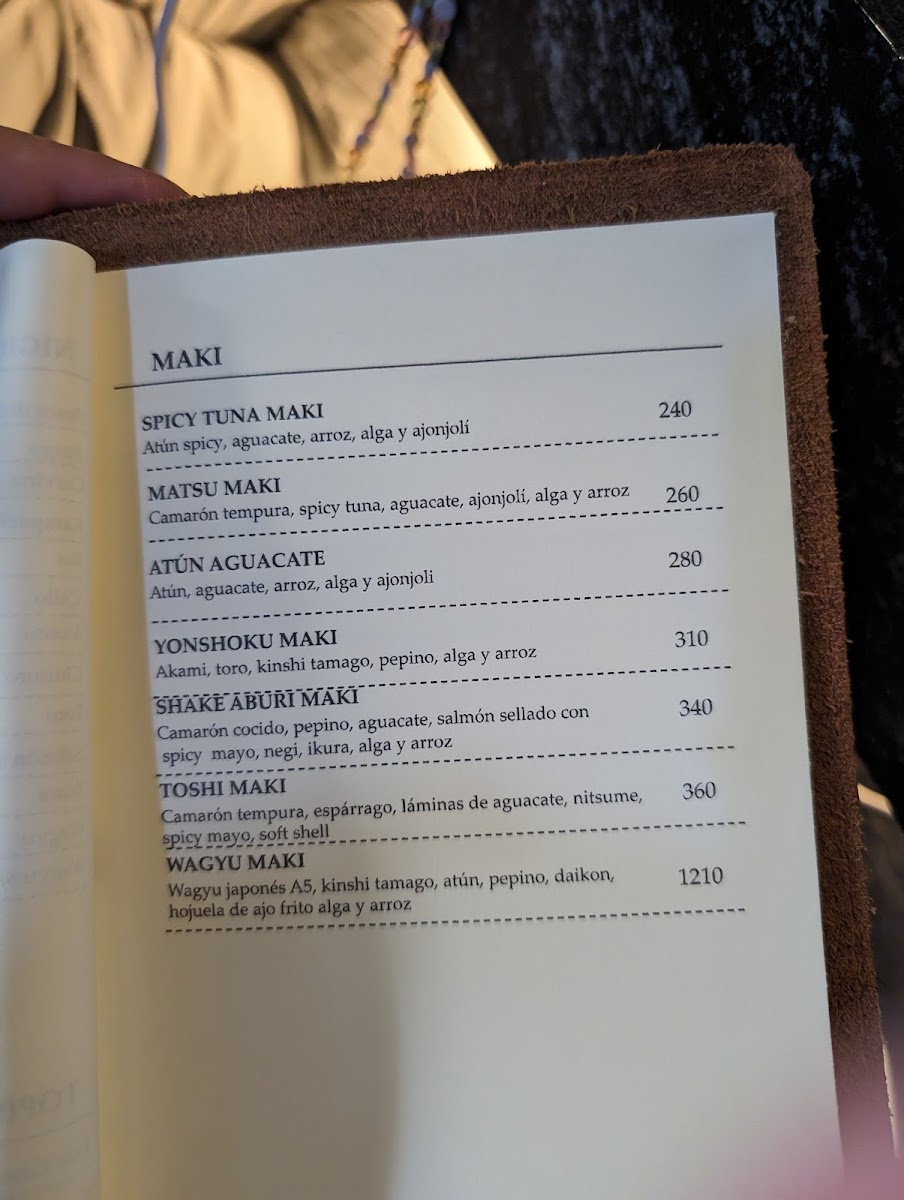 MAKI
SPICY TUNA MAKI 240
Atún spicy, aguacate, arroz, alga y ajonjolí
MATSU MAKI
Camarón tempura, spicy tuna, aguacate, ajonjolí, alga y arroz 260
ATÚN AGUACATE 280
Atún, aguacate, arroz, alga y ajonjoli
YONSHOKU MAKI 310
Akami, toro, kinshi tamago, pepino, alga y arroz
SHAKE ABURI MAKI
Camarón cocido, pepino, aguacate, salmón sellado con 340
spicy mayo, negi, ikura, alga y arroz
TOSHI MAKI
Camarón tempura, espárrago, láminas de aguacate, nitsume, 360
spicy mayo, soft shell
WAGYU MAKI
Wagyu japonés A5, kinshi tamago, atún, pepino, daikon, 1210
hojuela de ajo frito alga y arroz